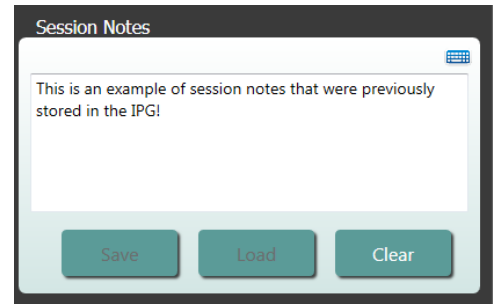 Session Notes
This is an example of session notes that were previously
stored in the IPG!
Save
Load
Clear